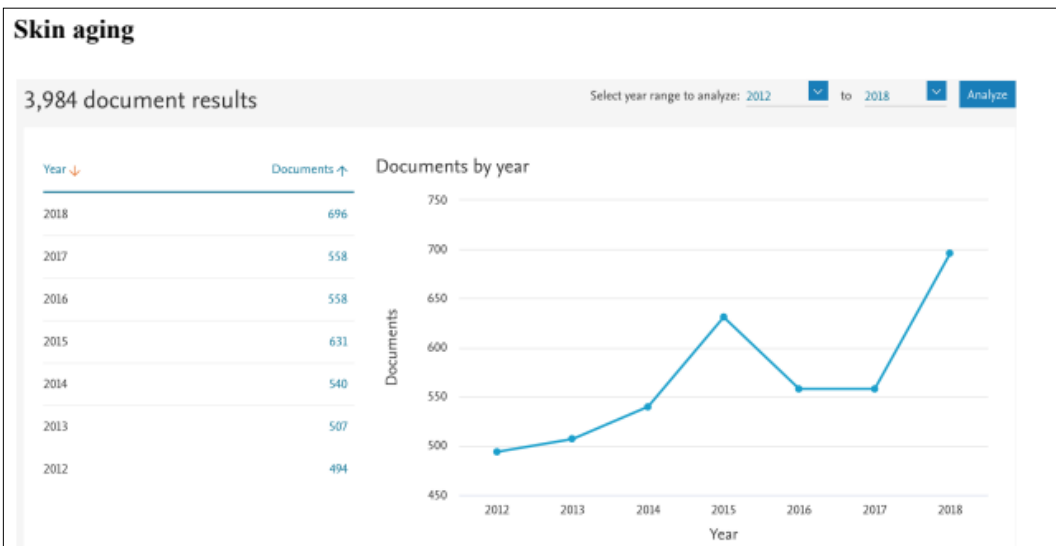 Skin aging
3,984 document results
Select year range to analyze: 2012 to 2018 Analyze
Year Documents
2018 696
2017 558
2016 558
2015 631
2014 540
2013 507
2012 494
Documents by year
750
700
650
600
550
500
450
Documents
2012 2013 2014 2015 2016 2017 2018
Year